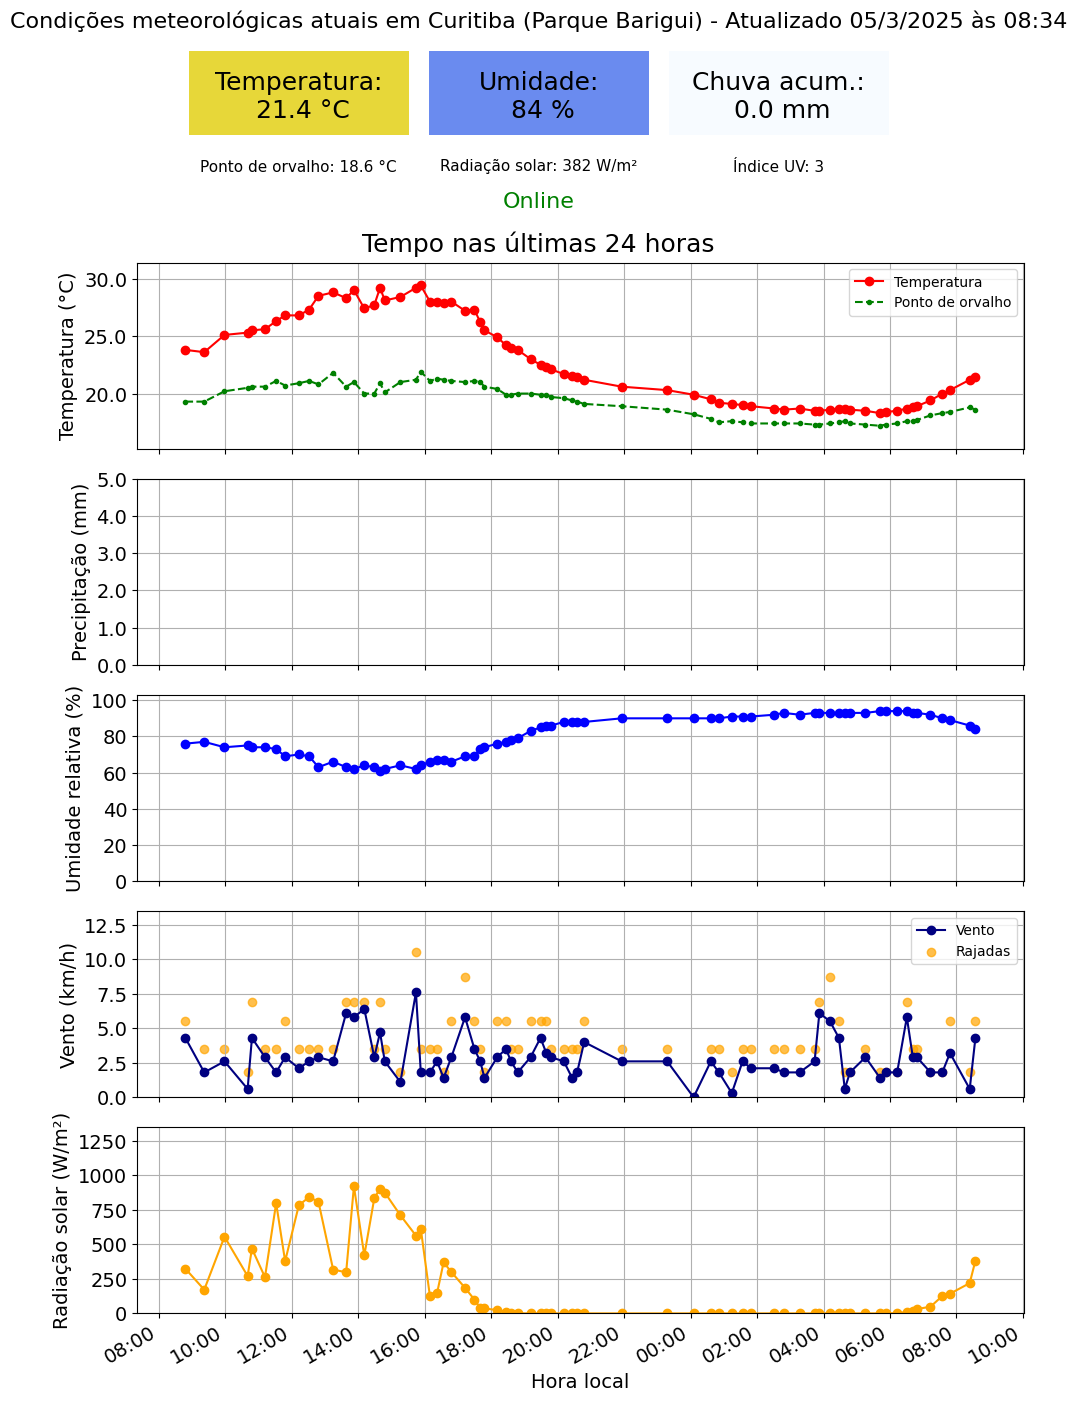 Condições meteorológicas atuais em Curitiba (Parque Barigui) - Atualizado 05/3/2025 às 08:34
Temperatura:
21.4 °C
Umidade:
84 %
Chuva acum.:
0.0 mm
Ponto de orvalho: 18.6 °C
Radiação solar: 382 W/m²
Índice UV: 3
Online
Tempo nas últimas 24 horas
Temperatura (°C)
30.0
25.0
20.0
Temperatura
Ponto de orvalho
Precipitação (mm)
5.0
4.0
3.0
2.0
1.0
0.0
Umidade relativa (%)
100
80
60
40
20
0
Vento (km/h)
12.5
10.0
7.5
5.0
2.5
0.0
Vento
Rajadas
Radiação solar (W/m²)
1250
1000
750
500
250
0
08:00 10:00 12:00 14:00 16:00 18:00 20:00 22:00 00:00 02:00 04:00 06:00 08:00 10:00
Hora local